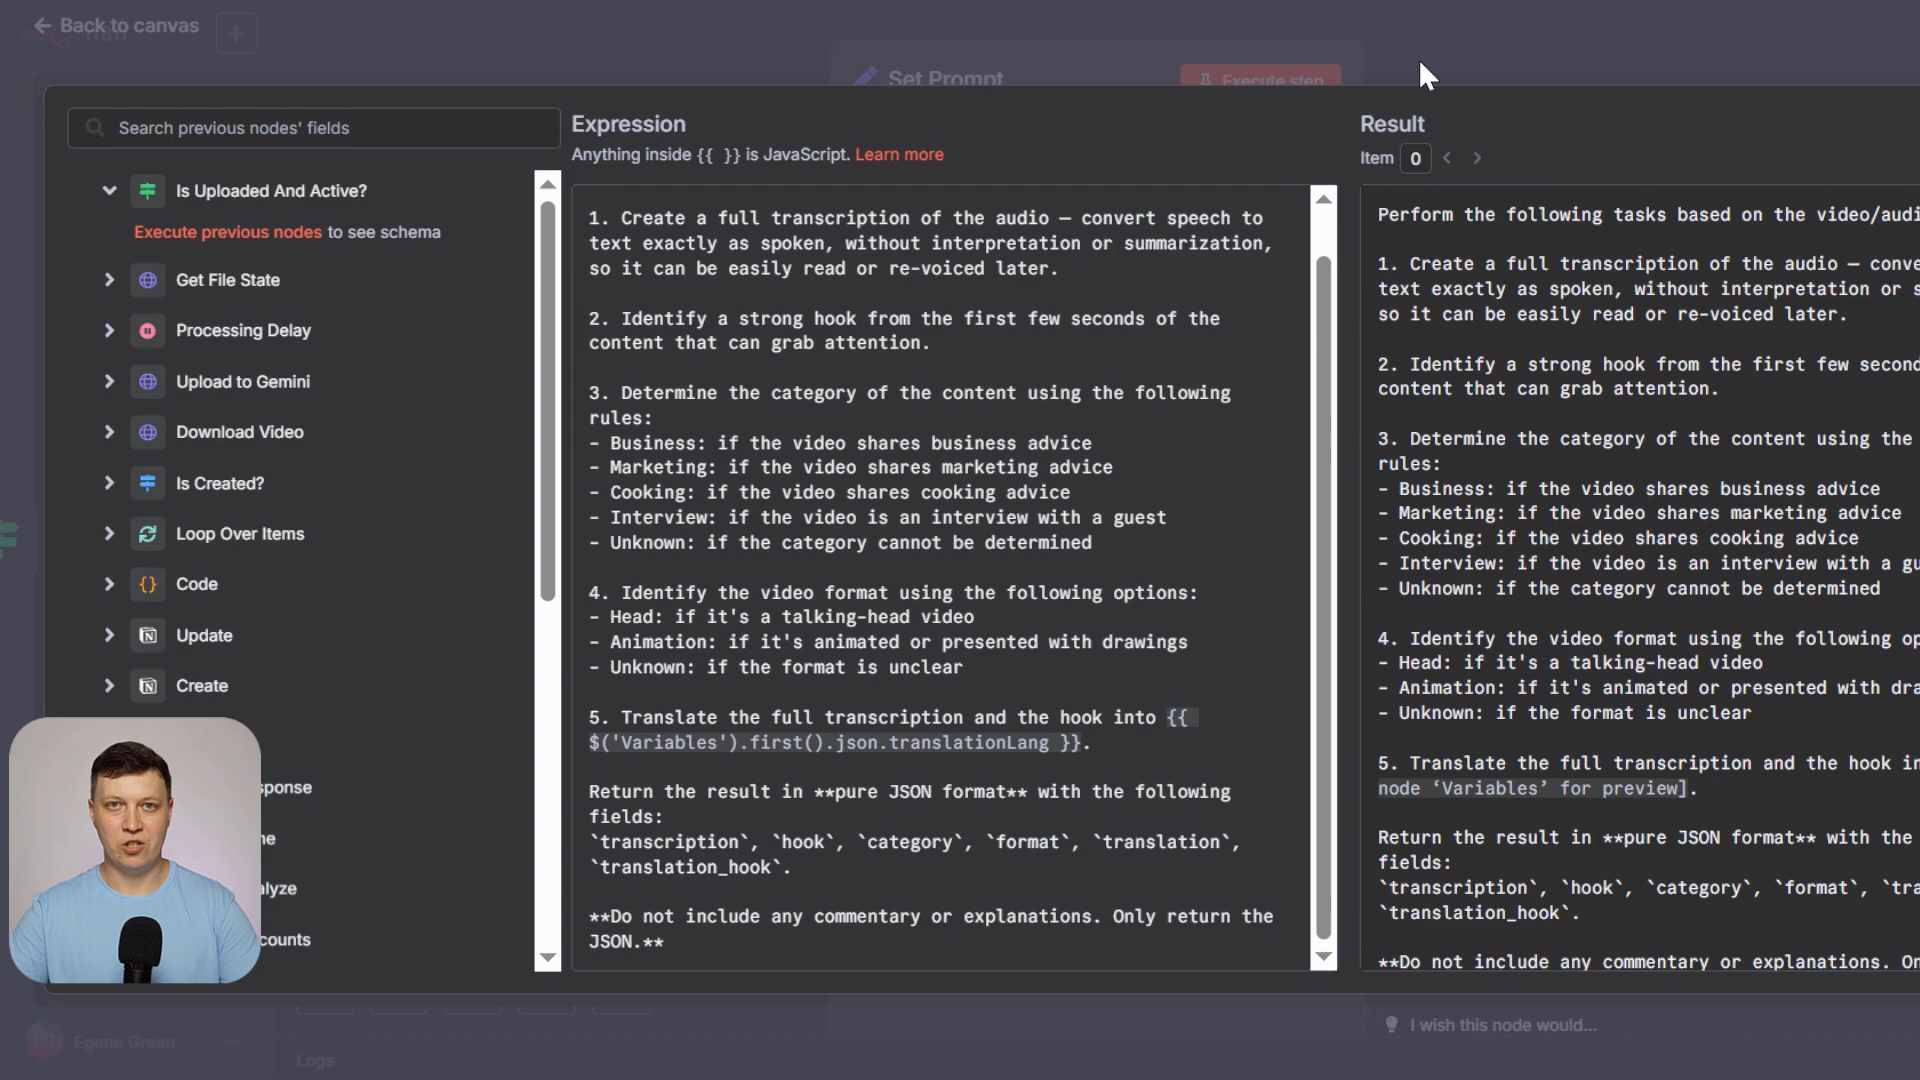 Back to canvas
Set Prompt
Execute step
Search previous nodes' fields
Is Uploaded And Active?
Execute previous nodes to see schema
Get File State
Processing Delay
Upload to Gemini
Download Video
Is Created?
Loop Over Items
Code
Update
Create
sponse
me
alyze
counts
Egene Green
Logs
Expression
Anything inside {{ }} is JavaScript. Learn more
1. Create a full transcription of the audio — convert speech to
text exactly as spoken, without interpretation or summarization,
so it can be easily read or re-voiced later.
2. Identify a strong hook from the first few seconds of the
content that can grab attention.
3. Determine the category of the content using the following
rules:
- Business: if the video shares business advice
- Marketing: if the video shares marketing advice
- Cooking: if the video shares cooking advice
- Interview: if the video is an interview with a guest
- Unknown: if the category cannot be determined
4. Identify the video format using the following options:
- Head: if it's a talking-head video
- Animation: if it's animated or presented with drawings
- Unknown: if the format is unclear
5. Translate the full transcription and the hook into {{
$('Variables').first().json.translationLang }}.
Return the result in **pure JSON format** with the following
fields:
`transcription`, `hook`, `category`, `format`, `translation`,
`translation_hook`.
**Do not include any commentary or explanations. Only return the
JSON.**
Result
Item 0
Perform the following tasks based on the video/audi
1. Create a full transcription of the audio — conve
text exactly as spoken, without interpretation or s
so it can be easily read or re-voiced later.
2. Identify a strong hook from the first few second
content that can grab attention.
3. Determine the category of the content using the
rules:
- Business: if the video shares business advice
- Marketing: if the video shares marketing advice
- Cooking: if the video shares cooking advice
- Interview: if the video is an interview with a gu
- Unknown: if the category cannot be determined
4. Identify the video format using the following op
- Head: if it's a talking-head video
- Animation: if it's animated or presented with dra
- Unknown: if the format is unclear
5. Translate the full transcription and the hook in
node ‘Variables’ for preview].
Return the result in **pure JSON format** with the
fields:
`transcription`, `hook`, `category`, `format`, `tra
`translation_hook`.
**Do not include any commentary or explanations. On
I wish this node would...